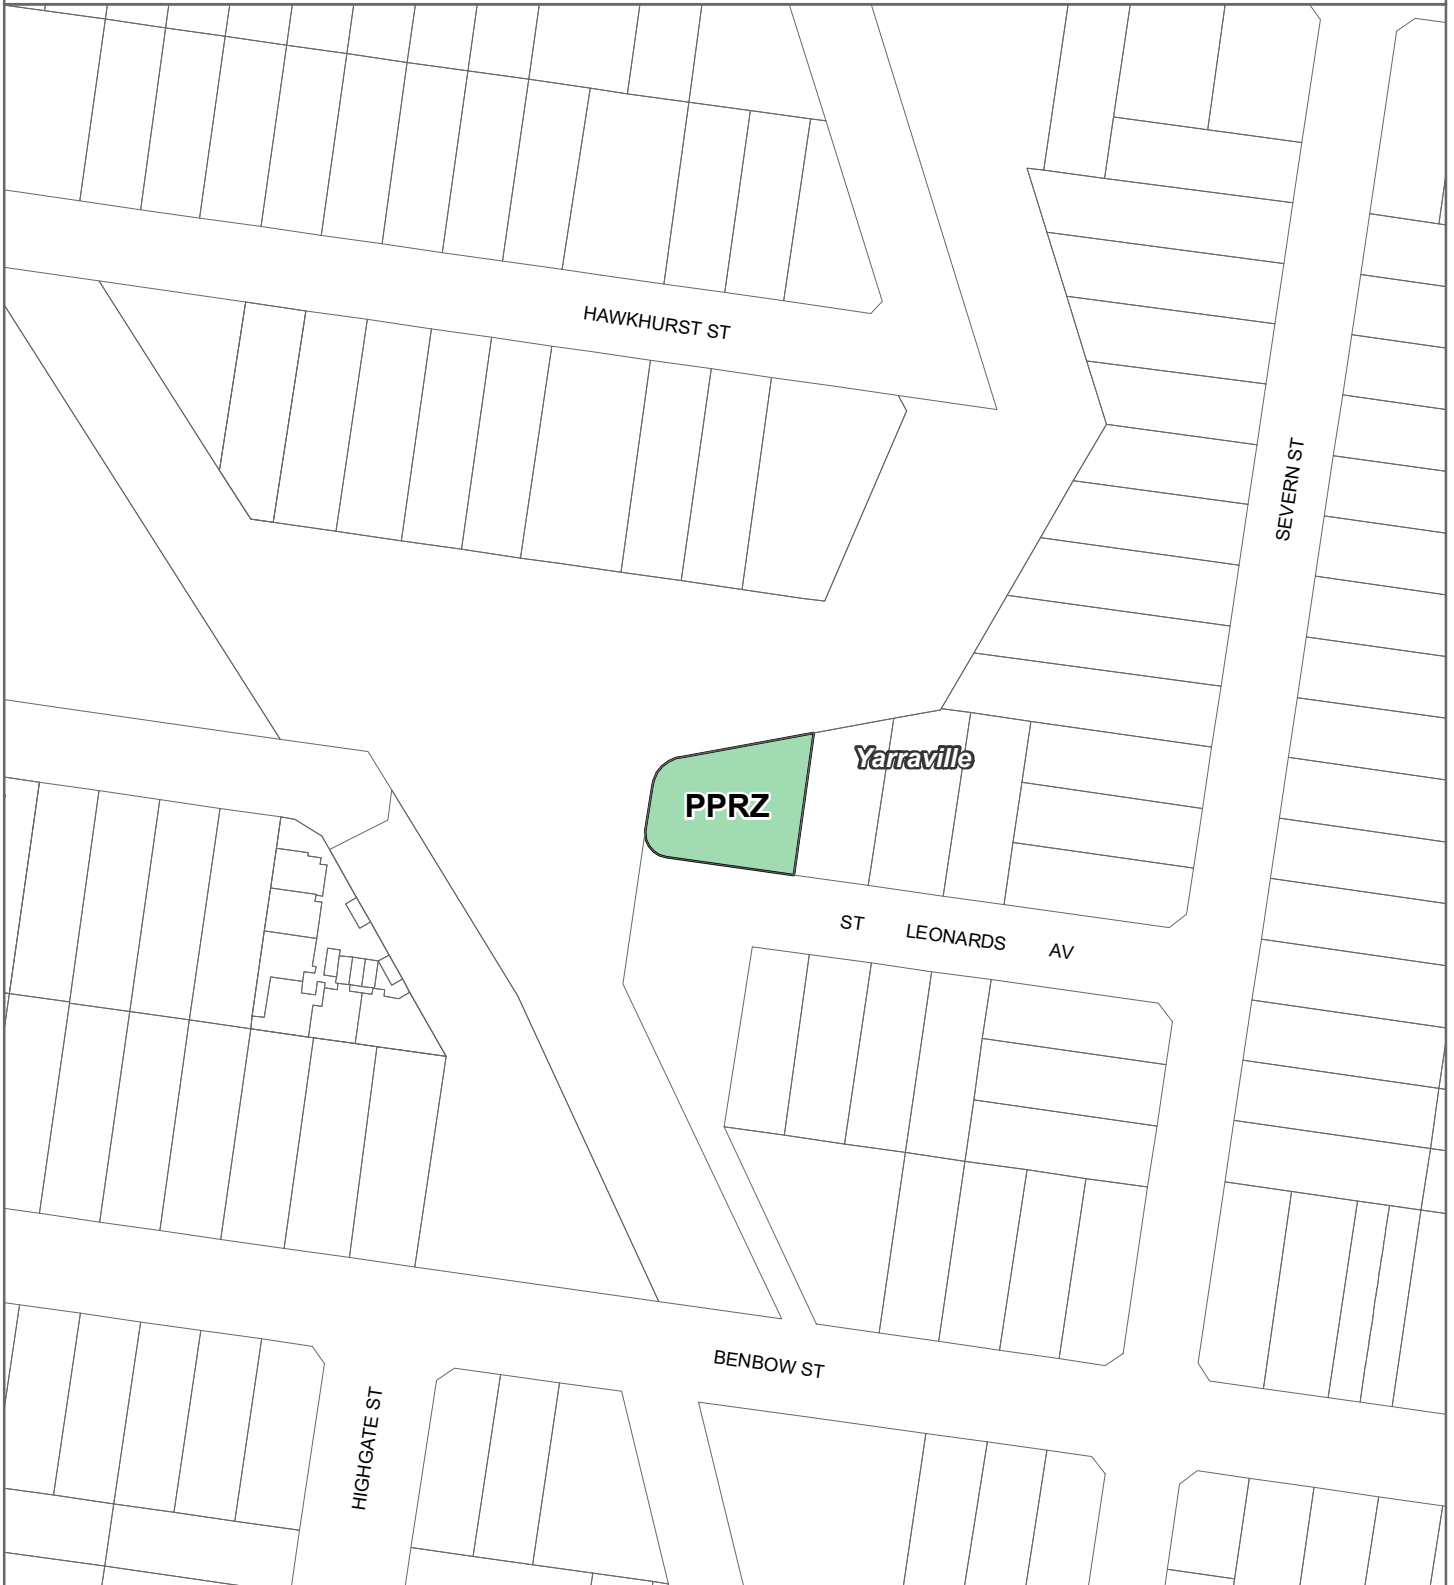 HAWKHURST ST
SEVERN ST
Yarraville
PPRZ
ST LEONARDS AV
BENBOW ST
HIGHGATE ST